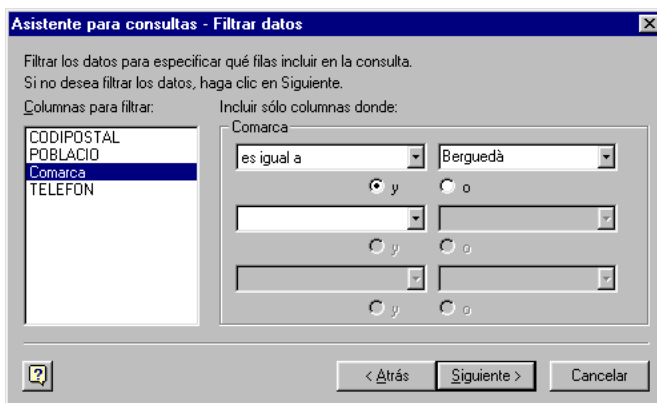 Asistente para consultas - Filtrar datos
Filtrar los datos para especificar qué filas incluir en la consulta.
Si no desea filtrar los datos, haga clic en Siguiente.
Columnas para filtrar:
Incluir sólo columnas donde:
CODIPOSTAL
POBLACIO
Comarca
TELEFON
Comarca
es igual a
Berguedà
y
o
y
o
y
o
?
< Atrás
Siguiente >
Cancelar